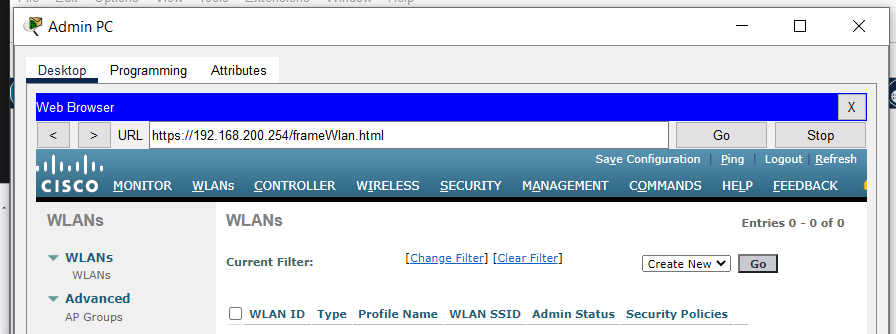 File Edit Options View Tools Extensions Window Help
Admin PC
Desktop Programming Attributes
Web Browser X
< > URL https://192.168.200.254/frameWlan.html Go Stop
Save Configuration | Ping | Logout | Refresh
CISCO MONITOR WLANs CONTROLLER WIRELESS SECURITY MANAGEMENT COMMANDS HELP FEEDBACK
WLANs
WLANs
WLANs
Advanced
AP Groups
WLANs Entries 0 - 0 of 0
Current Filter: [Change Filter] [Clear Filter] Create New Go
WLAN ID Type Profile Name WLAN SSID Admin Status Security Policies